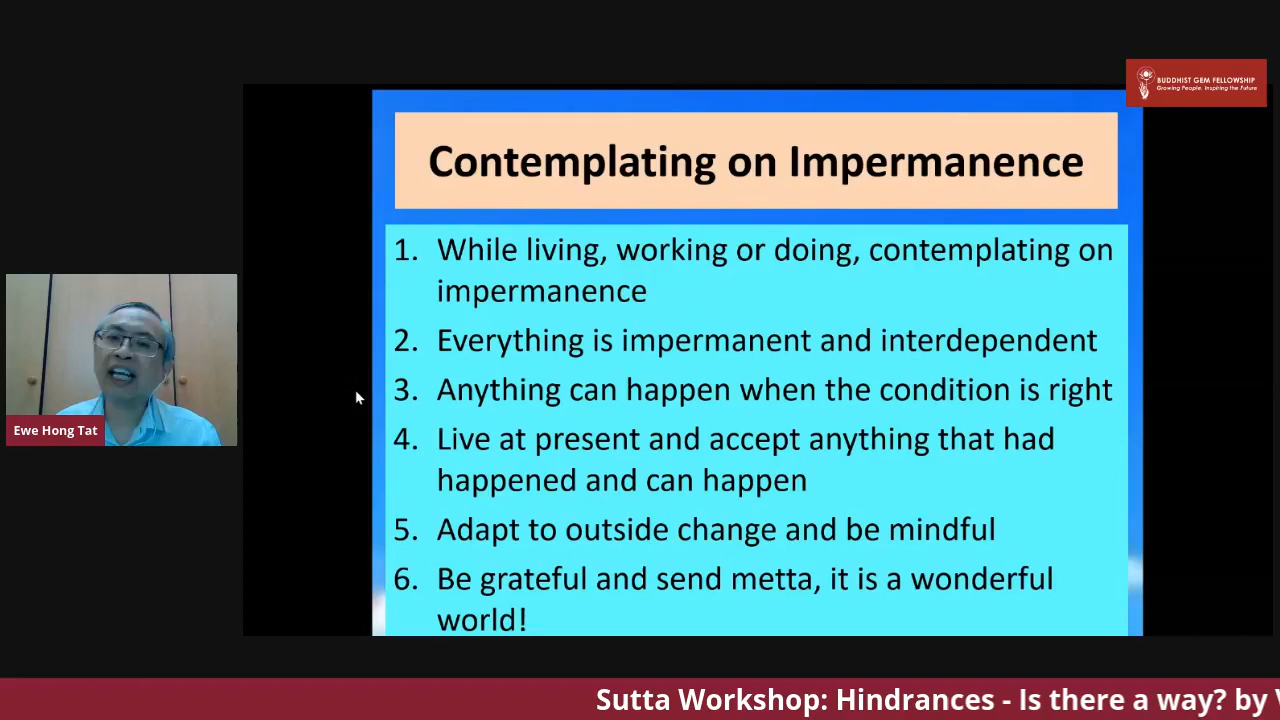 BUDDHIST GEM FELLOWSHIP
Growing People. Inspiring the Future
Contemplating on Impermanence
1. While living, working or doing, contemplating on
impermanence
2. Everything is impermanent and interdependent
3. Anything can happen when the condition is right
4. Live at present and accept anything that had
happened and can happen
5. Adapt to outside change and be mindful
6. Be grateful and send metta, it is a wonderful
world!
Ewe Hong Tat
Sutta Workshop: Hindrances - Is there a way? by